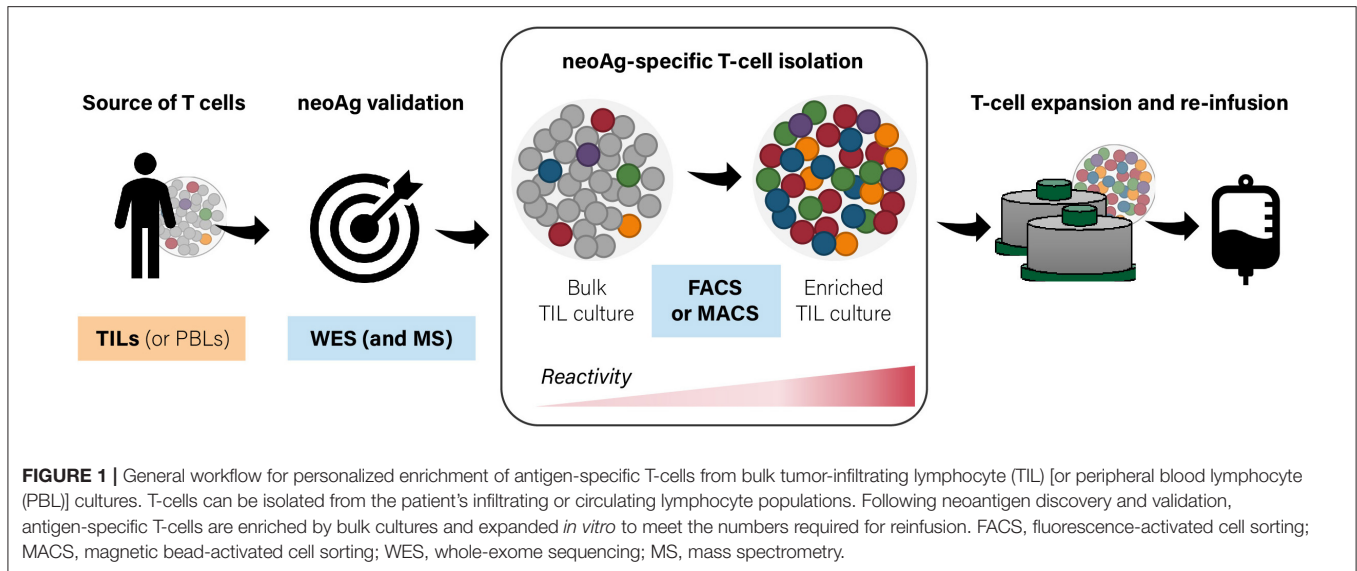 neoAg-specific T-cell isolation
Source of T cells
neoAg validation
T-cell expansion and re-infusion
Bulk
TIL culture
FACS
or MACS
Enriched
TIL culture
TILs (or PBLs)
WES (and MS)
Reactivity
FIGURE 1 | General workflow for personalized enrichment of antigen-specific T-cells from bulk tumor-infiltrating lymphocyte (TIL) [or peripheral blood lymphocyte
(PBL)] cultures. T-cells can be isolated from the patient's infiltrating or circulating lymphocyte populations. Following neoantigen discovery and validation,
antigen-specific T-cells are enriched by bulk cultures and expanded in vitro to meet the numbers required for reinfusion. FACS, fluorescence-activated cell sorting;
MACS, magnetic bead-activated cell sorting; WES, whole-exome sequencing; MS, mass spectrometry.